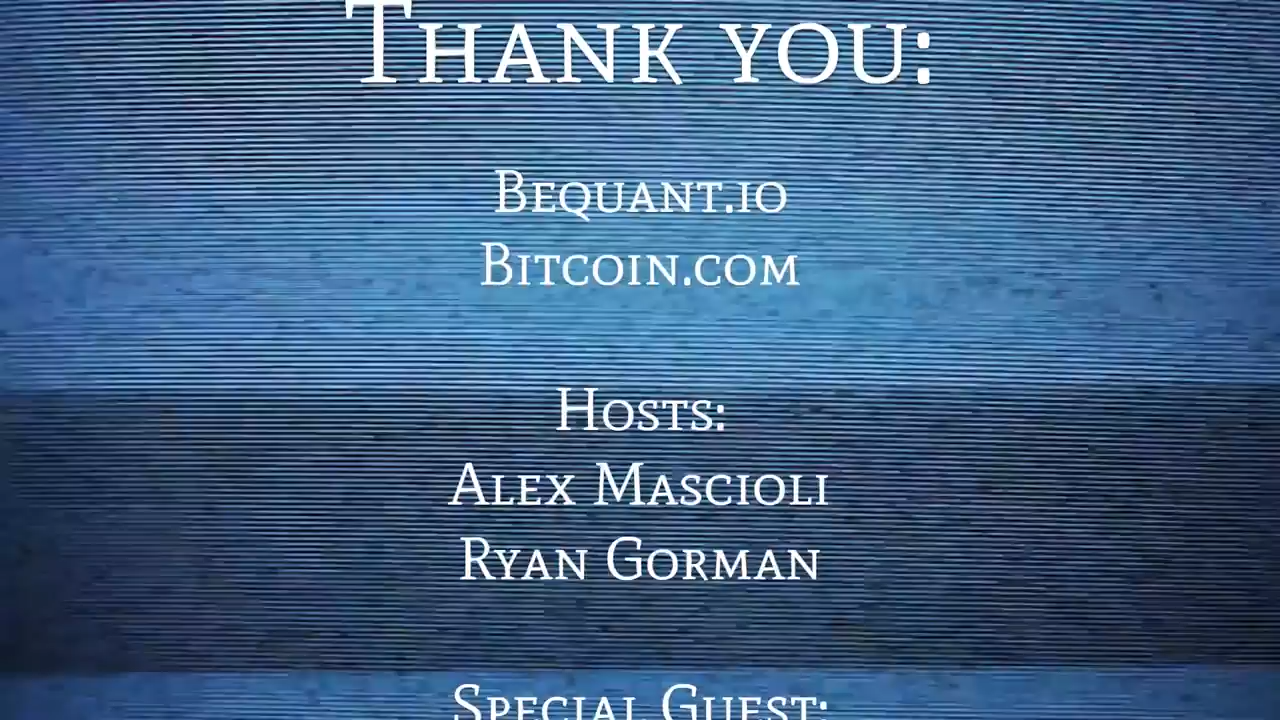 Thank you:
Bequant.io
Bitcoin.com
Hosts:
Alex Mascioli
Ryan Gorman
Special Guest: